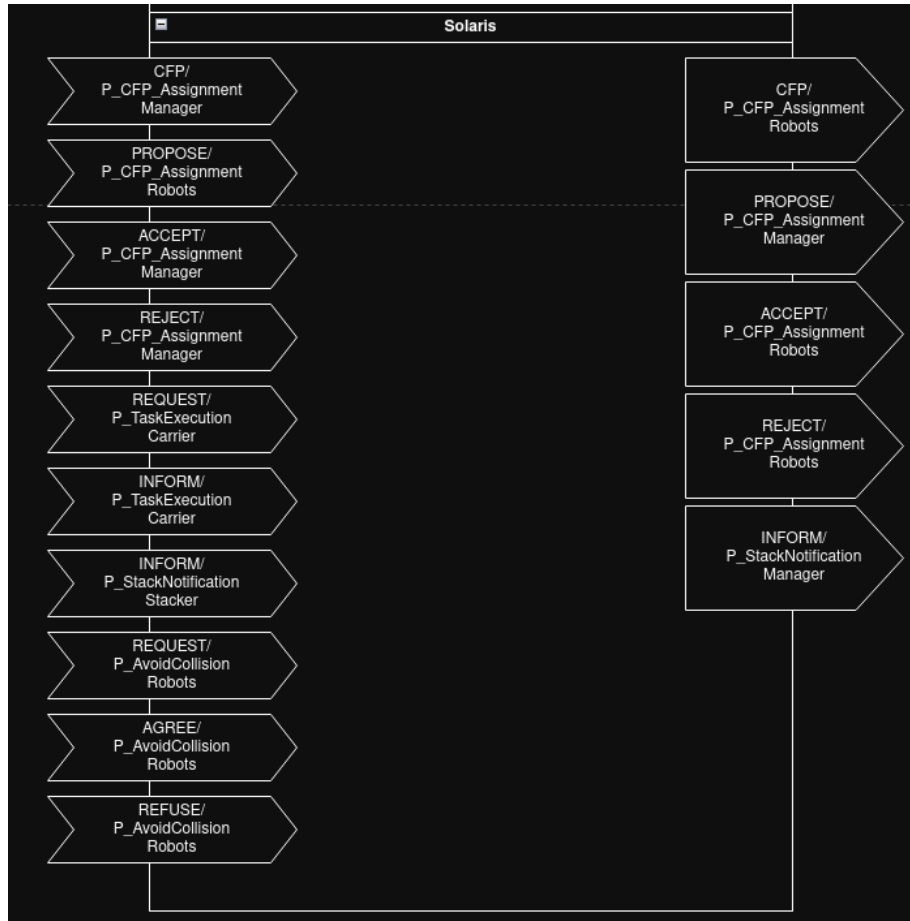 Solaris
CFP/
P_CFP_Assignment
Manager
PROPOSE/
P_CFP_Assignment
Robots
ACCEPT/
P_CFP_Assignment
Manager
REJECT/
P_CFP_Assignment
Manager
REQUEST/
P_TaskExecution
Carrier
INFORM/
P_TaskExecution
Carrier
INFORM/
P_StackNotification
Stacker
REQUEST/
P_AvoidCollision
Robots
AGREE/
P_AvoidCollision
Robots
REFUSE/
P_AvoidCollision
Robots
CFP/
P_CFP_Assignment
Robots
PROPOSE/
P_CFP_Assignment
Manager
ACCEPT/
P_CFP_Assignment
Robots
REJECT/
P_CFP_Assignment
Robots
INFORM/
P_StackNotification
Manager